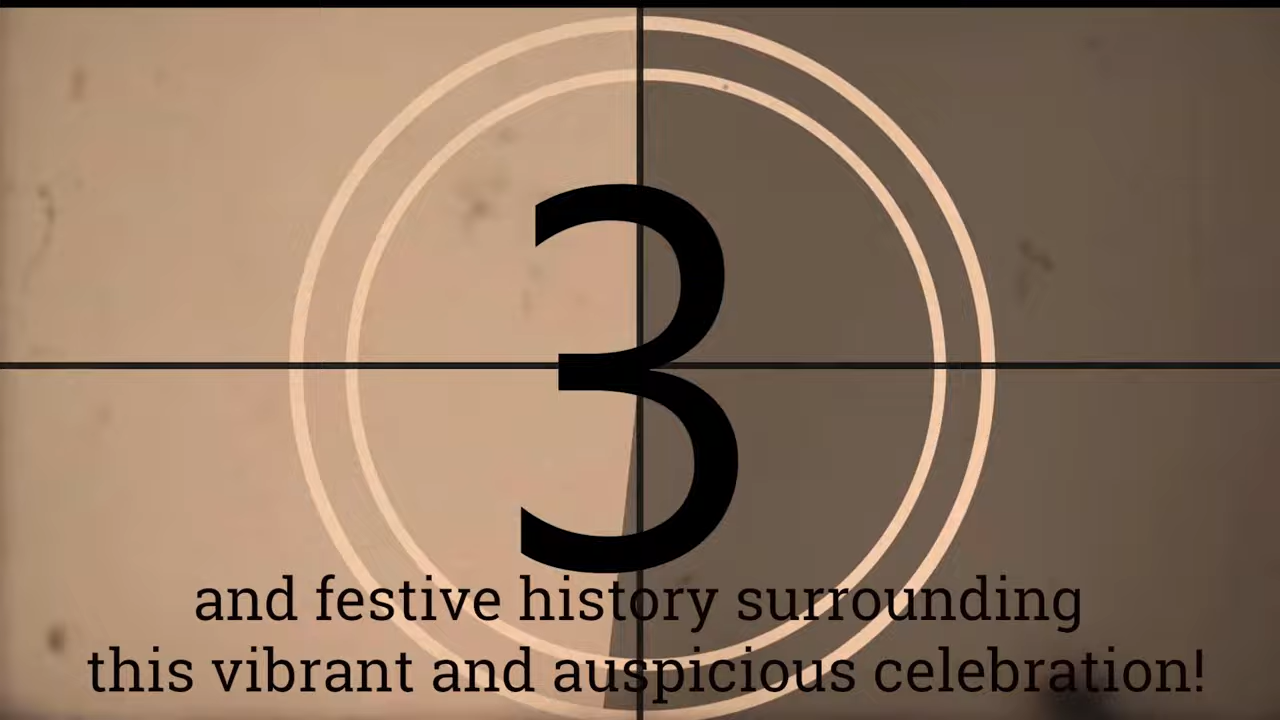 3
and festive history surrounding
this vibrant and auspicious celebration!